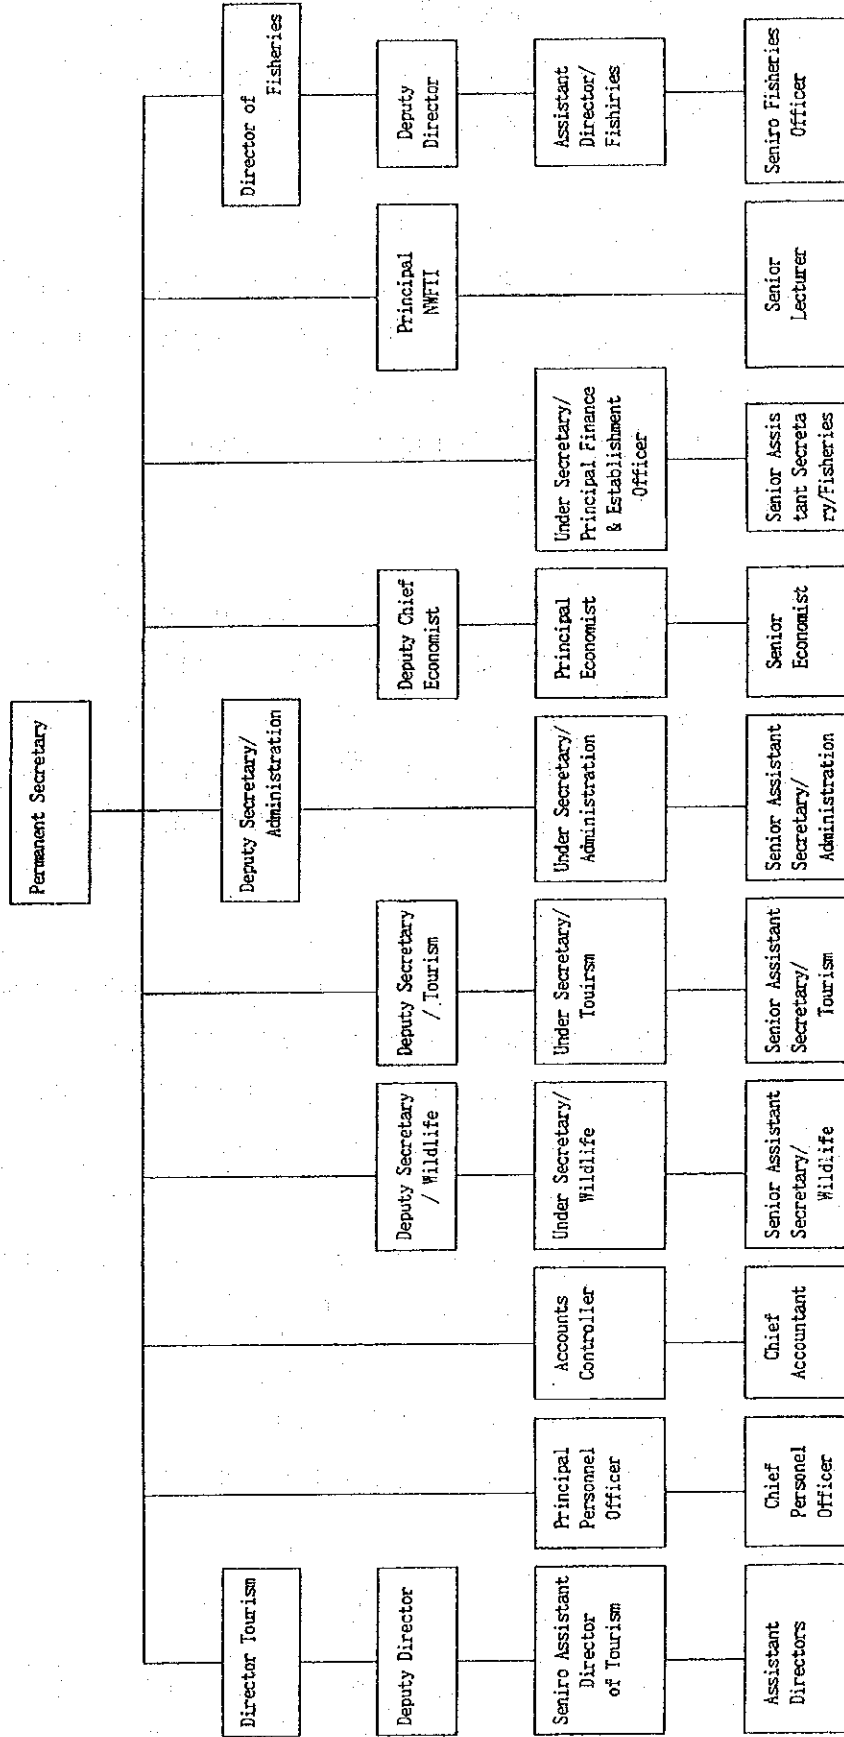 Permanent Secretary
Director Tourism
Deputy Secretary/
Administration
Director of
Fisheries
Deputy Director
Deputy Secretary
/ Wildlife
Deputy Secretary
/ Tourism
Deputy Chief
Economist
Principal
NWFTI
Deputy
Director
Seniro Assistant
Director
of Tourism
Principal
Personnel
Officer
Accounts
Controller
Under Secretary/
Wildlife
Under Secretary/
Touirsm
Under Secretary/
Administration
Principal
Economist
Under Secretary/
Principal Finance
& Establishment
Officer
Assistant
Director/
Fishiries
Assistant
Directors
Chief
Personel
Officer
Chief
Accountant
Senior Assistant
Secretary/
Wildlife
Senior Assistant
Secretary/
Tourism
Senior Assistant
Secretary/
Administration
Senior
Economist
Senior Assis
tant Secreta
ry/Fisheries
Senior
Lecturer
Seniro Fisheries
Officer